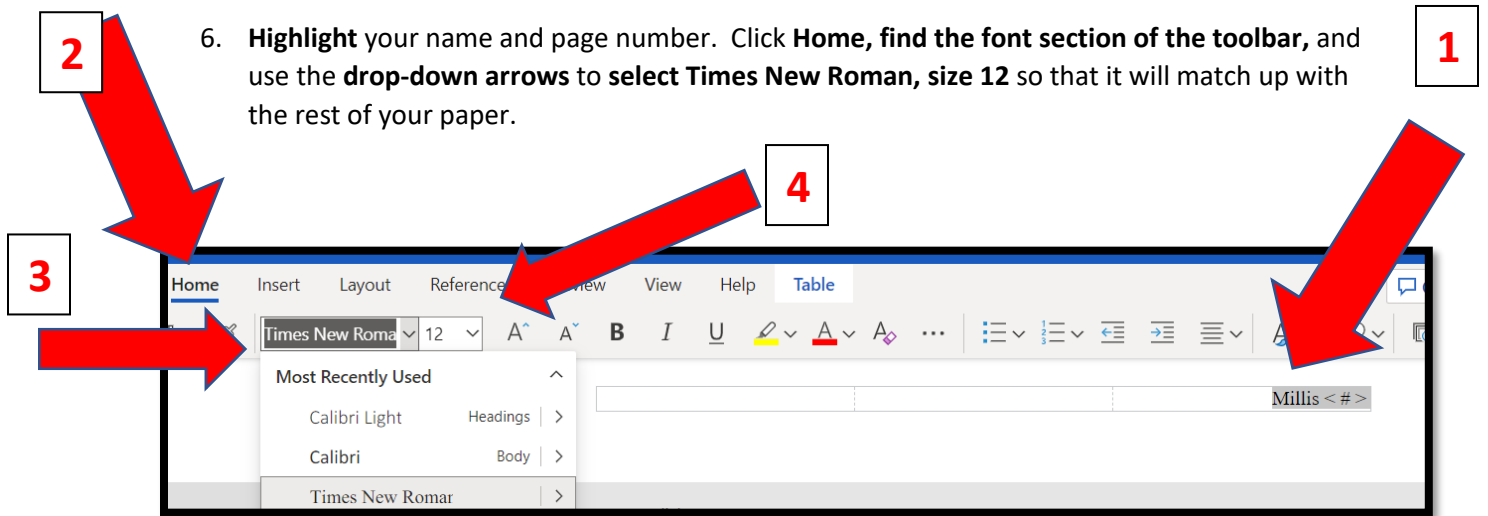 2
6. Highlight your name and page number. Click Home, find the font section of the toolbar, and
use the drop-down arrows to select Times New Roman, size 12 so that it will match up with
the rest of your paper.
1
4
3
Home Insert Layout Reference View Help Table
Times New Roma 12 A A B I U A A ...
Most Recently Used
Millis < # >
Calibri Light Headings
Calibri Body
Times New Roman